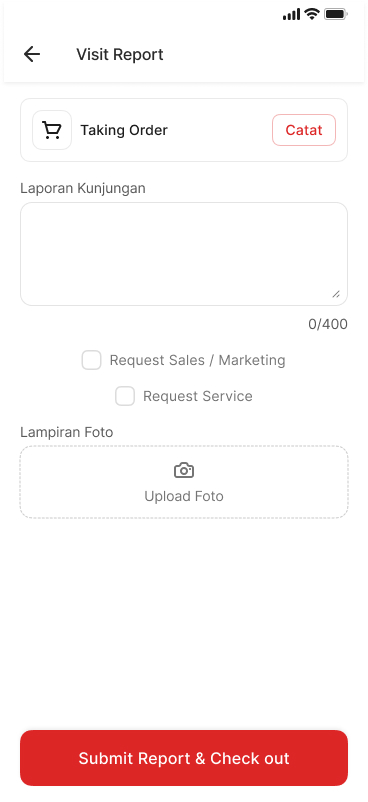 Visit Report
Taking Order
Catat
Laporan Kunjungan
0/400
Request Sales / Marketing
Request Service
Lampiran Foto
Upload Foto
Submit Report & Check out